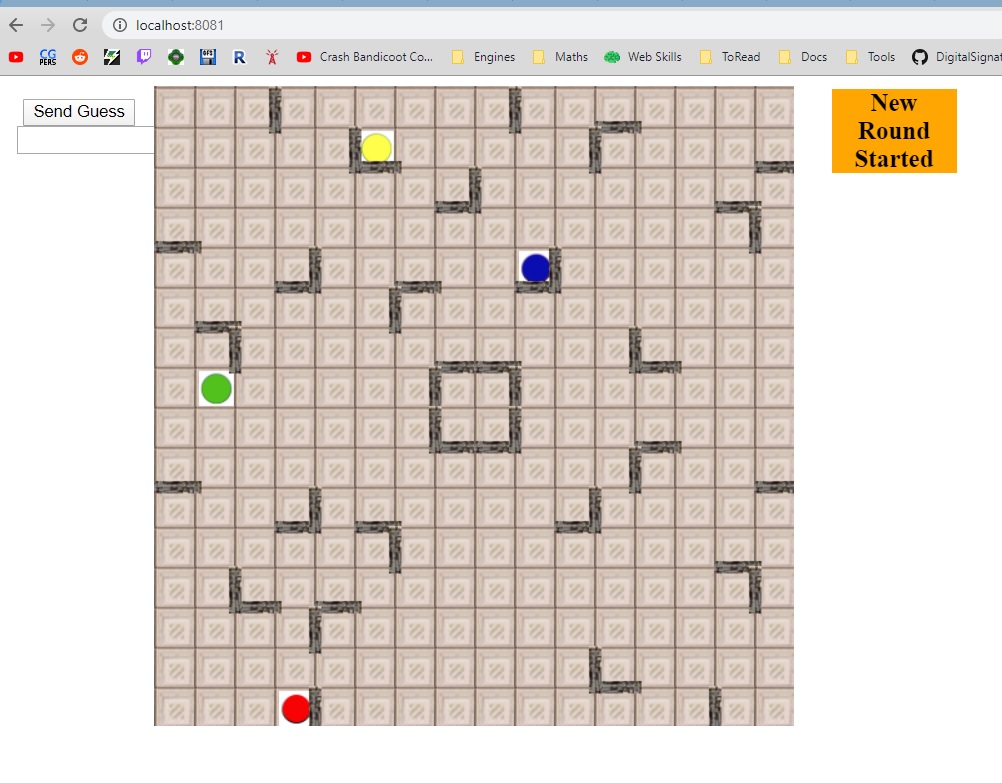 localhost:8081
CG
PERS
GFS
R
Crash Bandicoot Co...
Engines
Maths
Web Skills
ToRead
Docs
Tools
DigitalSignat
Send Guess
New
Round
Started